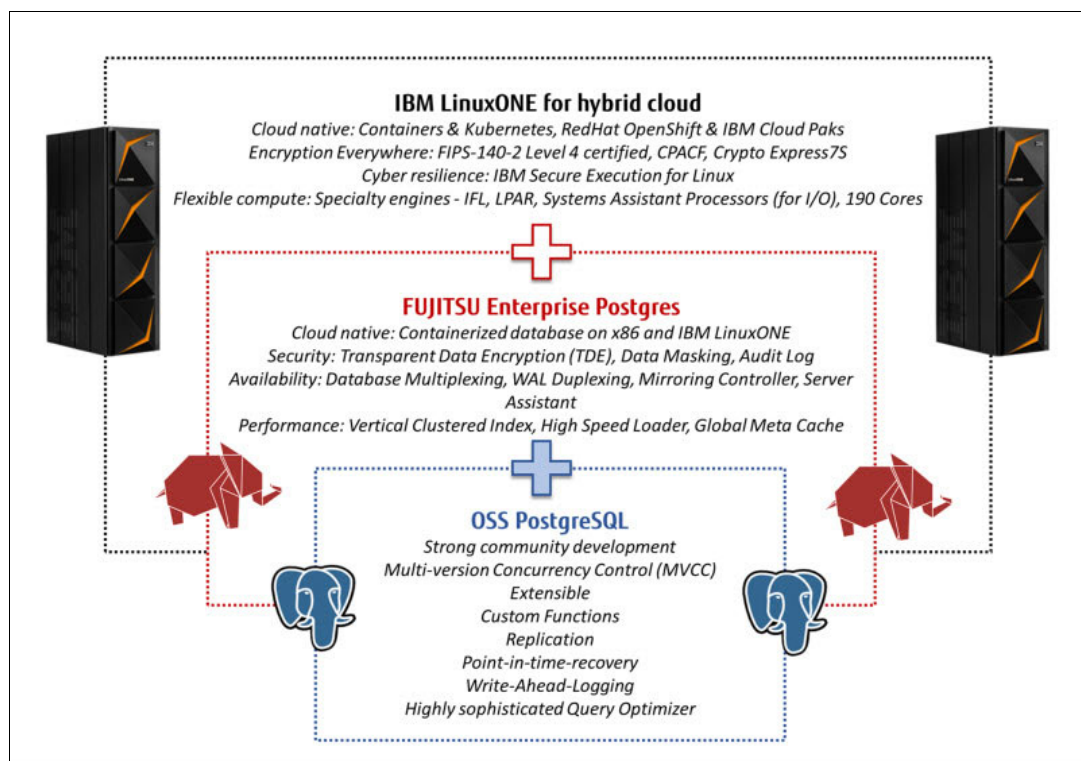 IBM LinuxONE for hybrid cloud
Cloud native: Containers & Kubernetes, RedHat OpenShift & IBM Cloud Paks
Encryption Everywhere: FIPS-140-2 Level 4 certified, CPACF, Crypto Express7S
Cyber resilience: IBM Secure Execution for Linux
Flexible compute: Specialty engines - IFL, LPAR, Systems Assistant Processors (for I/O), 190 Cores
FUJITSU Enterprise Postgres
Cloud native: Containerized database on x86 and IBM LinuxONE
Security: Transparent Data Encryption (TDE), Data Masking, Audit Log
Availability: Database Multiplexing, WAL Duplexing, Mirroring Controller, Server
Assistant
Performance: Vertical Clustered Index, High Speed Loader, Global Meta Cache
OSS PostgreSQL
Strong community development
Multi-version Concurrency Control (MVCC)
Extensible
Custom Functions
Replication
Point-in-time-recovery
Write-Ahead-Logging
Highly sophisticated Query Optimizer